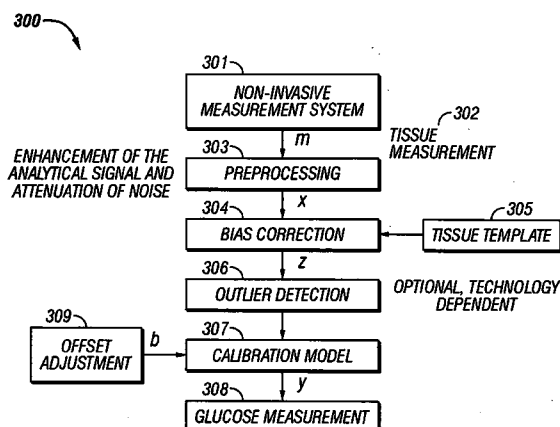 300
301
NON-INVASIVE
MEASUREMENT SYSTEM
m
302
TISSUE
MEASUREMENT
ENHANCEMENT OF THE
ANALYTICAL SIGNAL AND
ATTENUATION OF NOISE
303
PREPROCESSING
x
304
BIAS CORRECTION
305
TISSUE TEMPLATE
z
306
OUTLIER DETECTION
OPTIONAL, TECHNOLOGY
DEPENDENT
309
OFFSET
ADJUSTMENT
b
307
CALIBRATION MODEL
y
308
GLUCOSE MEASUREMENT